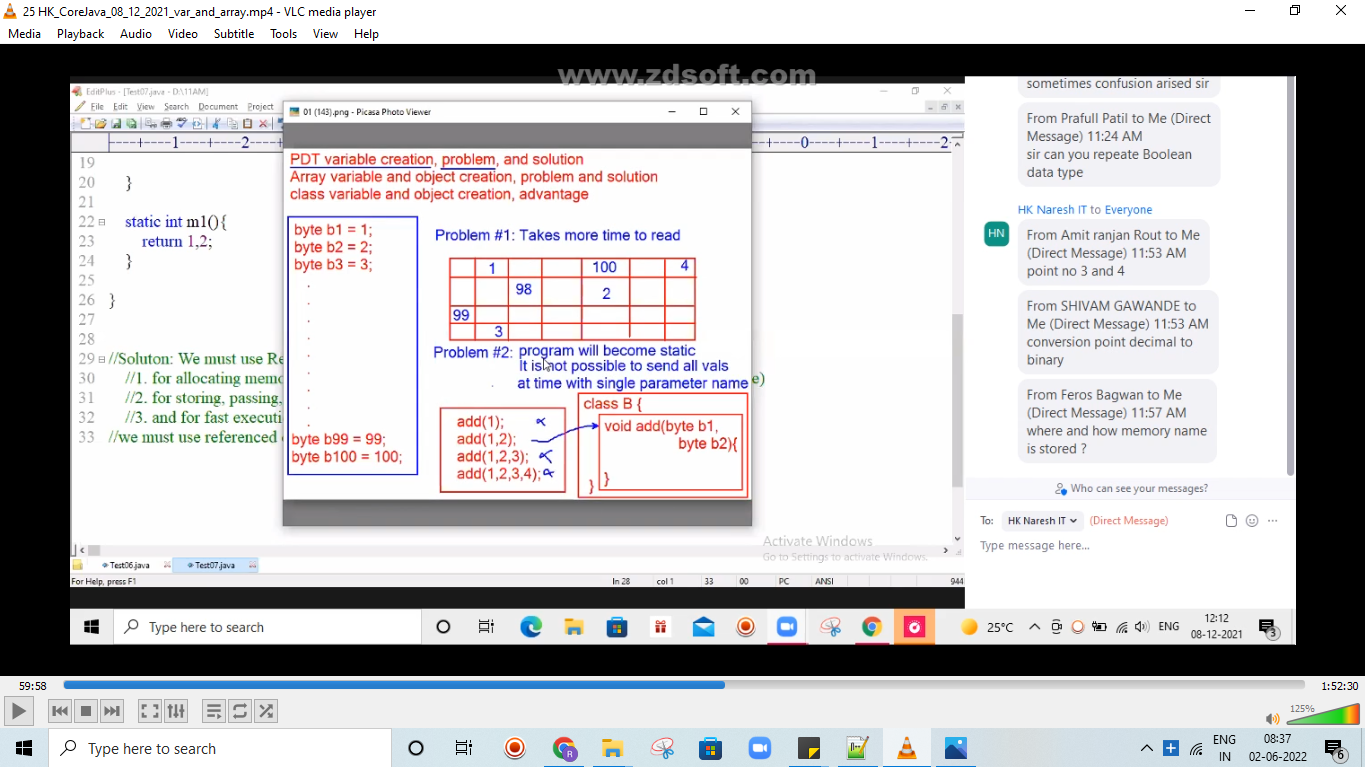 25 HK_CoreJava_08_12_2021_var_and_array.mp4 - VLC media player
Media Playback Audio Video Subtitle Tools View Help
www.zdsoft.com
EditPlus - [Test07.java - D:\11AM]
File Edit View Search Document Project
01 (143).png - Picasa Photo Viewer
|----+----1----+----2---
----0----+----1----+----2
19
20 }
21
22 static int m1(){
23 return 1,2;
24 }
25
26 }
27
28
29 //Soluton: We must use Re
30 //1. for allocating memo
e)
31 //2. for storing, passing,
32 //3. and for fast executi
33 //we must use referenced
PDT variable creation, problem, and solution
Array variable and object creation, problem and solution
class variable and object creation, advantage
byte b1 = 1;
byte b2 = 2;
byte b3 = 3;
.
.
.
.
.
.
.
.
.
byte b99 = 99;
byte b100 = 100;
Problem #1: Takes more time to read
1 100 4
98 2
99
3
Problem #2: program will become static
It is not possible to send all vals
at time with single parameter name
add(1);
add(1,2);
add(1,2,3);
add(1,2,3,4);
class B {
void add(byte b1,
byte b2){
}
}
Activate Windows
Go to Settings to activate Windows.
Test06.java Test07.java
For Help, press F1 ln 28 col 1 33 00 PC ANSI 944
sometimes confusion arised sir
From Prafull Patil to Me (Direct
Message) 11:24 AM
sir can you repeate Boolean
data type
HK Naresh IT to Everyone
HN
From Amit ranjan Rout to Me
(Direct Message) 11:53 AM
point no 3 and 4
From SHIVAM GAWANDE to
Me (Direct Message) 11:53 AM
conversion point decimal to
binary
From Feros Bagwan to Me
(Direct Message) 11:57 AM
where and how memory name
is stored ?
Who can see your messages?
To: HK Naresh IT (Direct Message)
Type message here...
Type here to search
25°C ENG 12:12
08-12-2021
3
59:58 1:52:30
125%
Type here to search
R
ENG
IN
08:37
02-06-2022
6